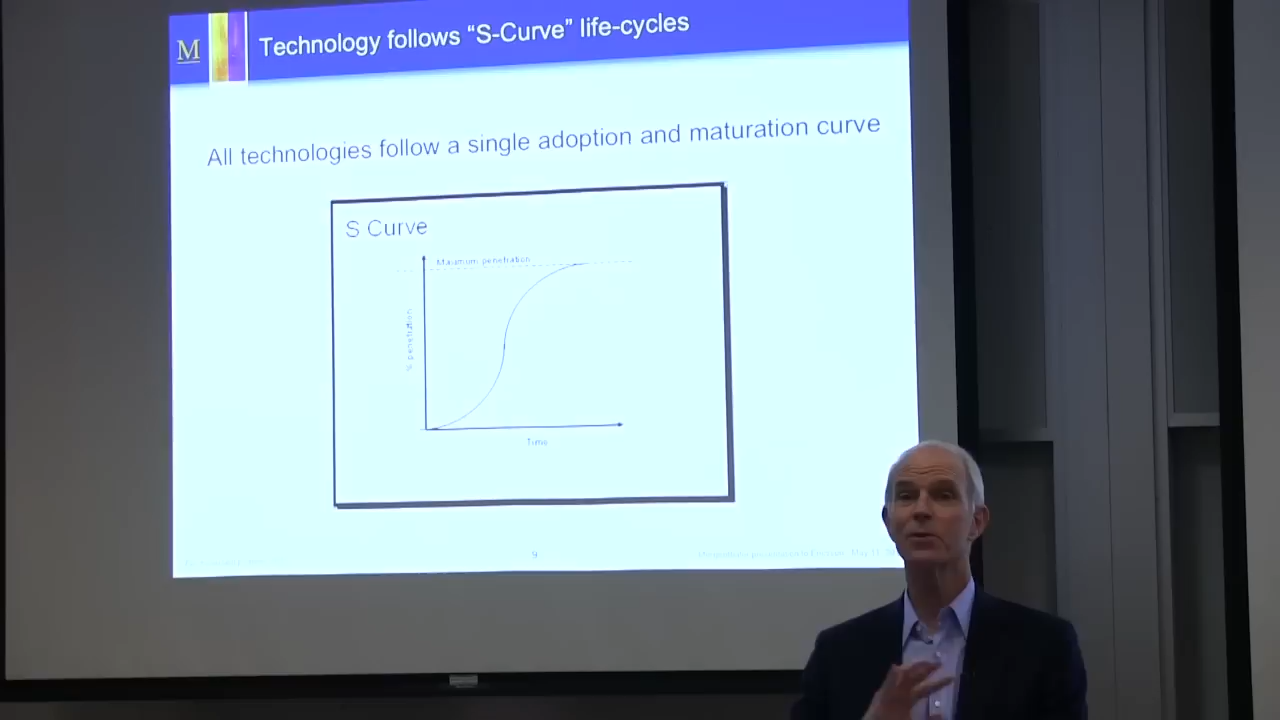 M
Technology follows “S-Curve” life-cycles
All technologies follow a single adoption and maturation curve
S Curve
Maximum penetration
% penetration
Time
9